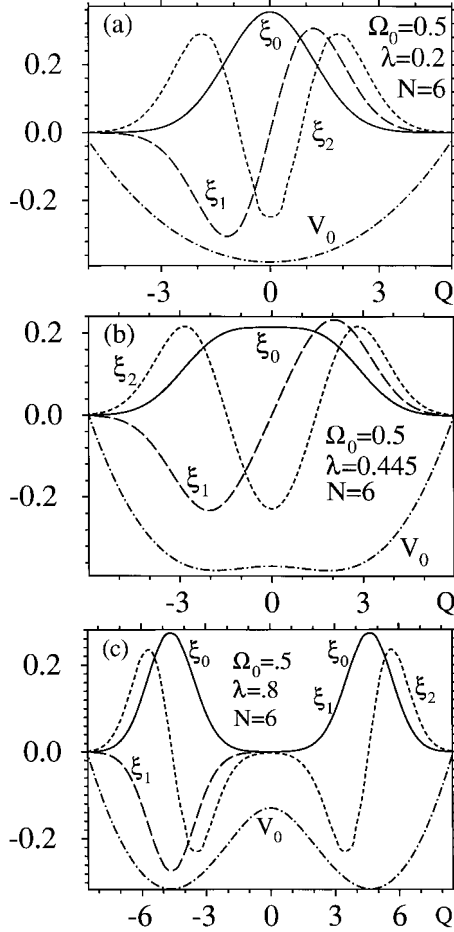 (a)
ξ₀
Ω₀=0.5
λ=0.2
N=6
0.2
0.0
-0.2
ξ₂
ξ₁
V₀
-3 0 3 Q
(b)
0.2
ξ₂
ξ₀
0.0
Ω₀=0.5
λ=0.445
N=6
ξ₁
-0.2
V₀
-3 0 3 Q
(c)
ξ₀
Ω₀=.5
λ=.8
N=6
ξ₀
ξ₁
ξ₂
0.2
0.0
ξ₁
-0.2
V₀
-6 -3 0 3 6 Q